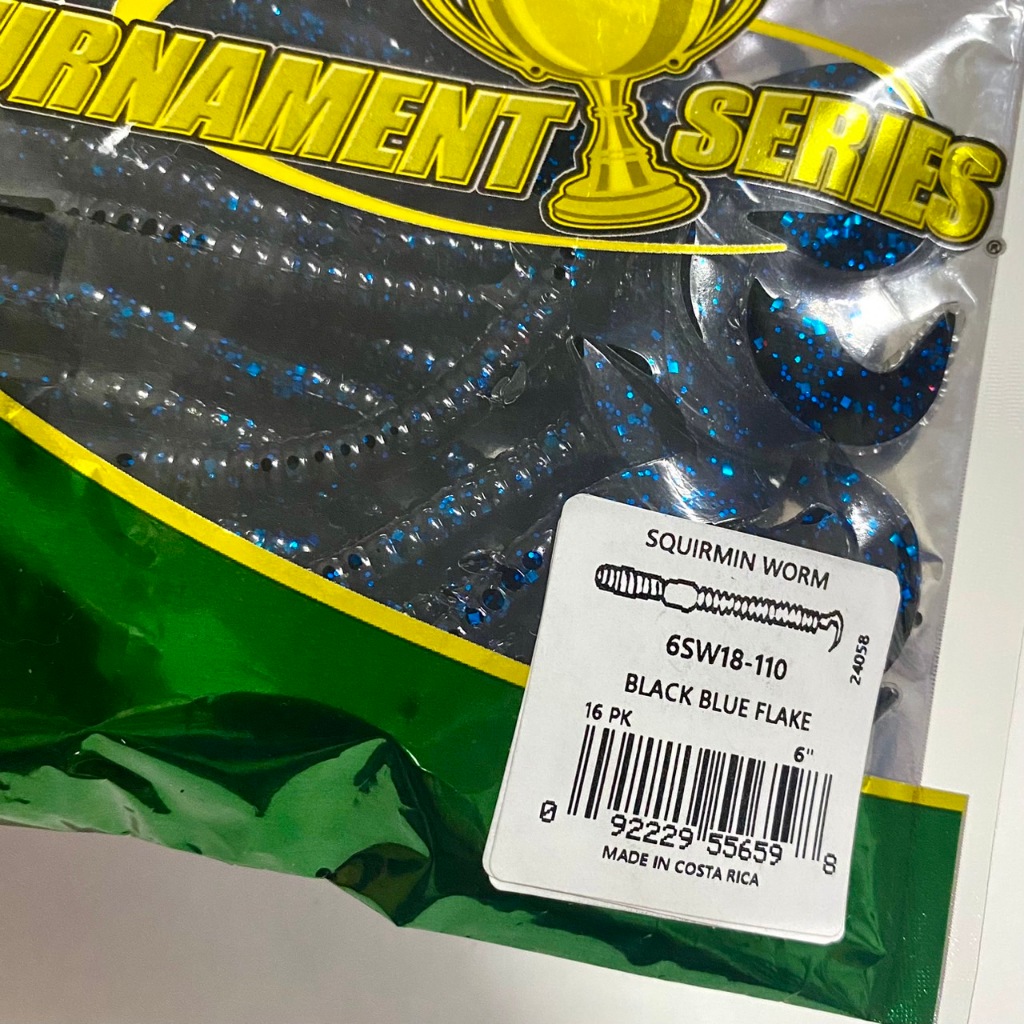 URNAMENT SERIES®
SQUIRMIN WORM
6SW18-110
24058
BLACK BLUE FLAKE
16 PK
6"
0 92229 55659 8
MADE IN COSTA RICA